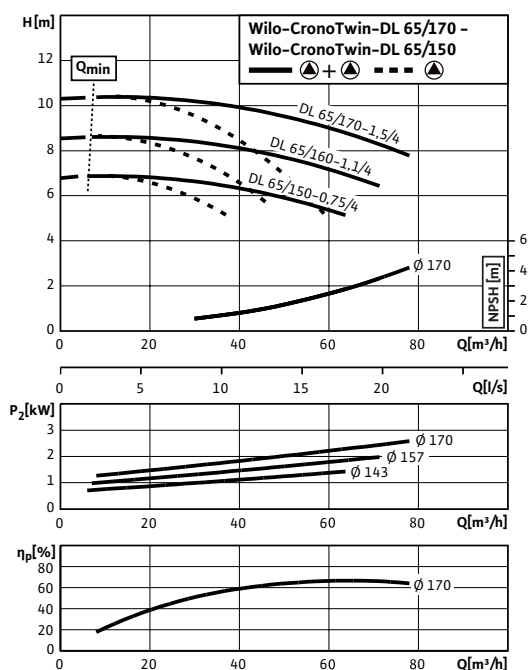 H[m]
Wilo-CronoTwin-DL 65/170 -
Wilo-CronoTwin-DL 65/150
+
Qmin
12
10
8
6
4
2
0
DL 65/170-1,5/4
DL 65/160-1,1/4
DL 65/150-0,75/4
Ø 170
6
4
2
1
0
NPSH [m]
0 20 40 60 80 Q[m³/h]
0 5 10 15 20 Q[l/s]
P₂[kW]
3
2
1
0
Ø 170
Ø 157
Ø 143
0 20 40 60 80 Q[m³/h]
ηp[%]
80
60
40
20
0
Ø 170
0 20 40 60 80 Q[m³/h]